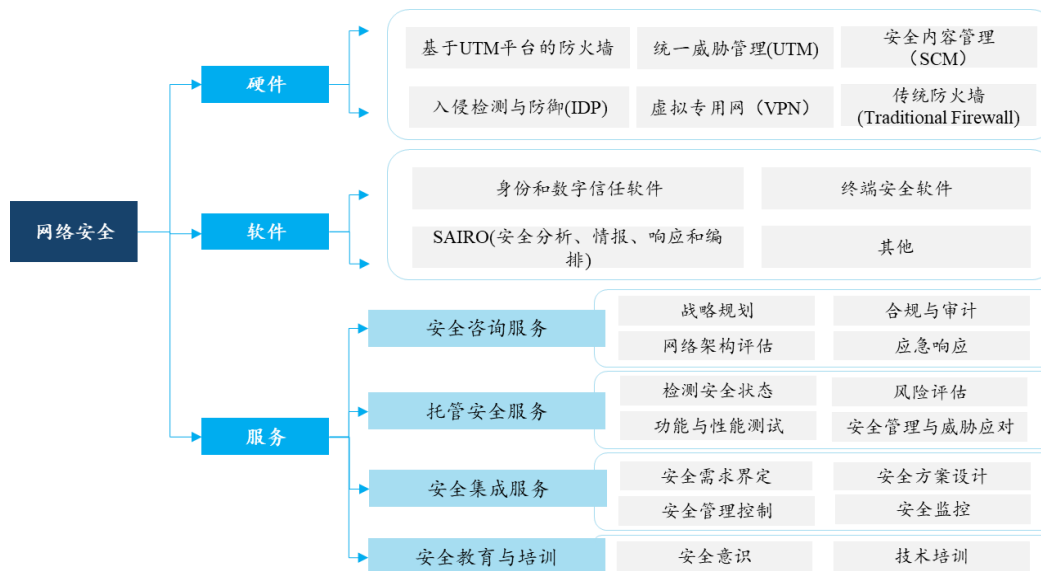 网络安全
硬件
基于UTM平台的防火墙
统一威胁管理(UTM)
安全内容管理
（SCM）
入侵检测与防御(IDP)
虚拟专用网（VPN）
传统防火墙
(Traditional Firewall)
软件
身份和数字信任软件
终端安全软件
SAIRO(安全分析、情报、响应和编
排)
其他
服务
安全咨询服务
战略规划
合规与审计
网络架构评估
应急响应
托管安全服务
检测安全状态
风险评估
功能与性能测试
安全管理与威胁应对
安全集成服务
安全需求界定
安全方案设计
安全管理控制
安全监控
安全教育与培训
安全意识
技术培训